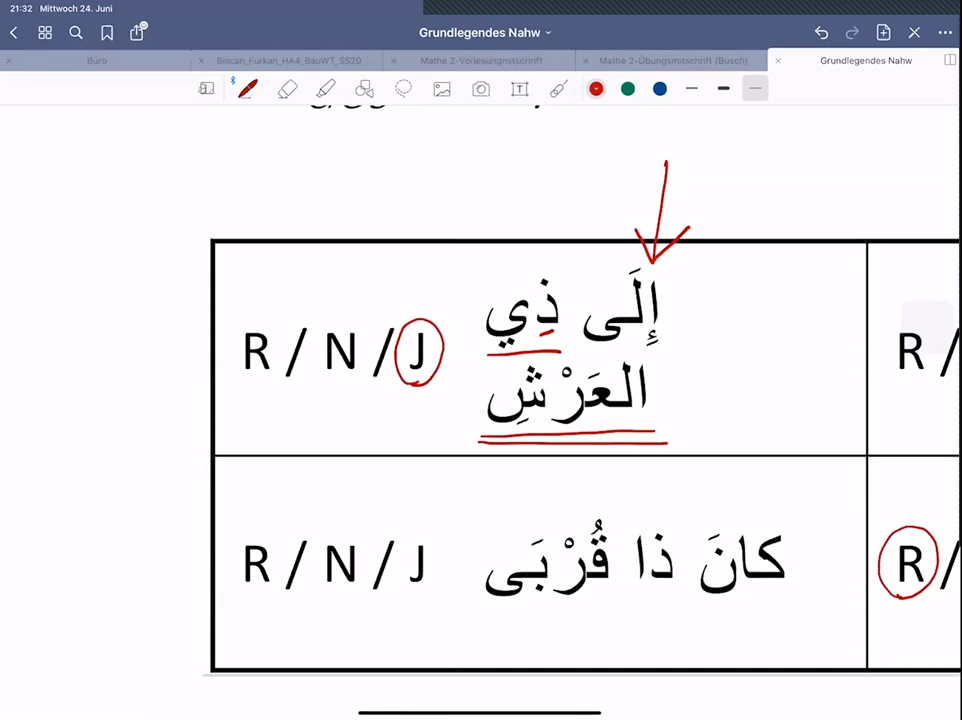 21:32 Mittwoch 24. Juni
Grundlegendes Nahw
Büro
Bilican_Furkan_HA4_BauWT_SS20
Mathe 2-Vorlesungmitschrift
Mathe 2-Übungsmitschrift (Busch)
Grundlegendes Nahw
R / N / J إِلَى ذِي
العَرْشِ
R /
R / N / J كانَ ذا قُرْبَى
R /